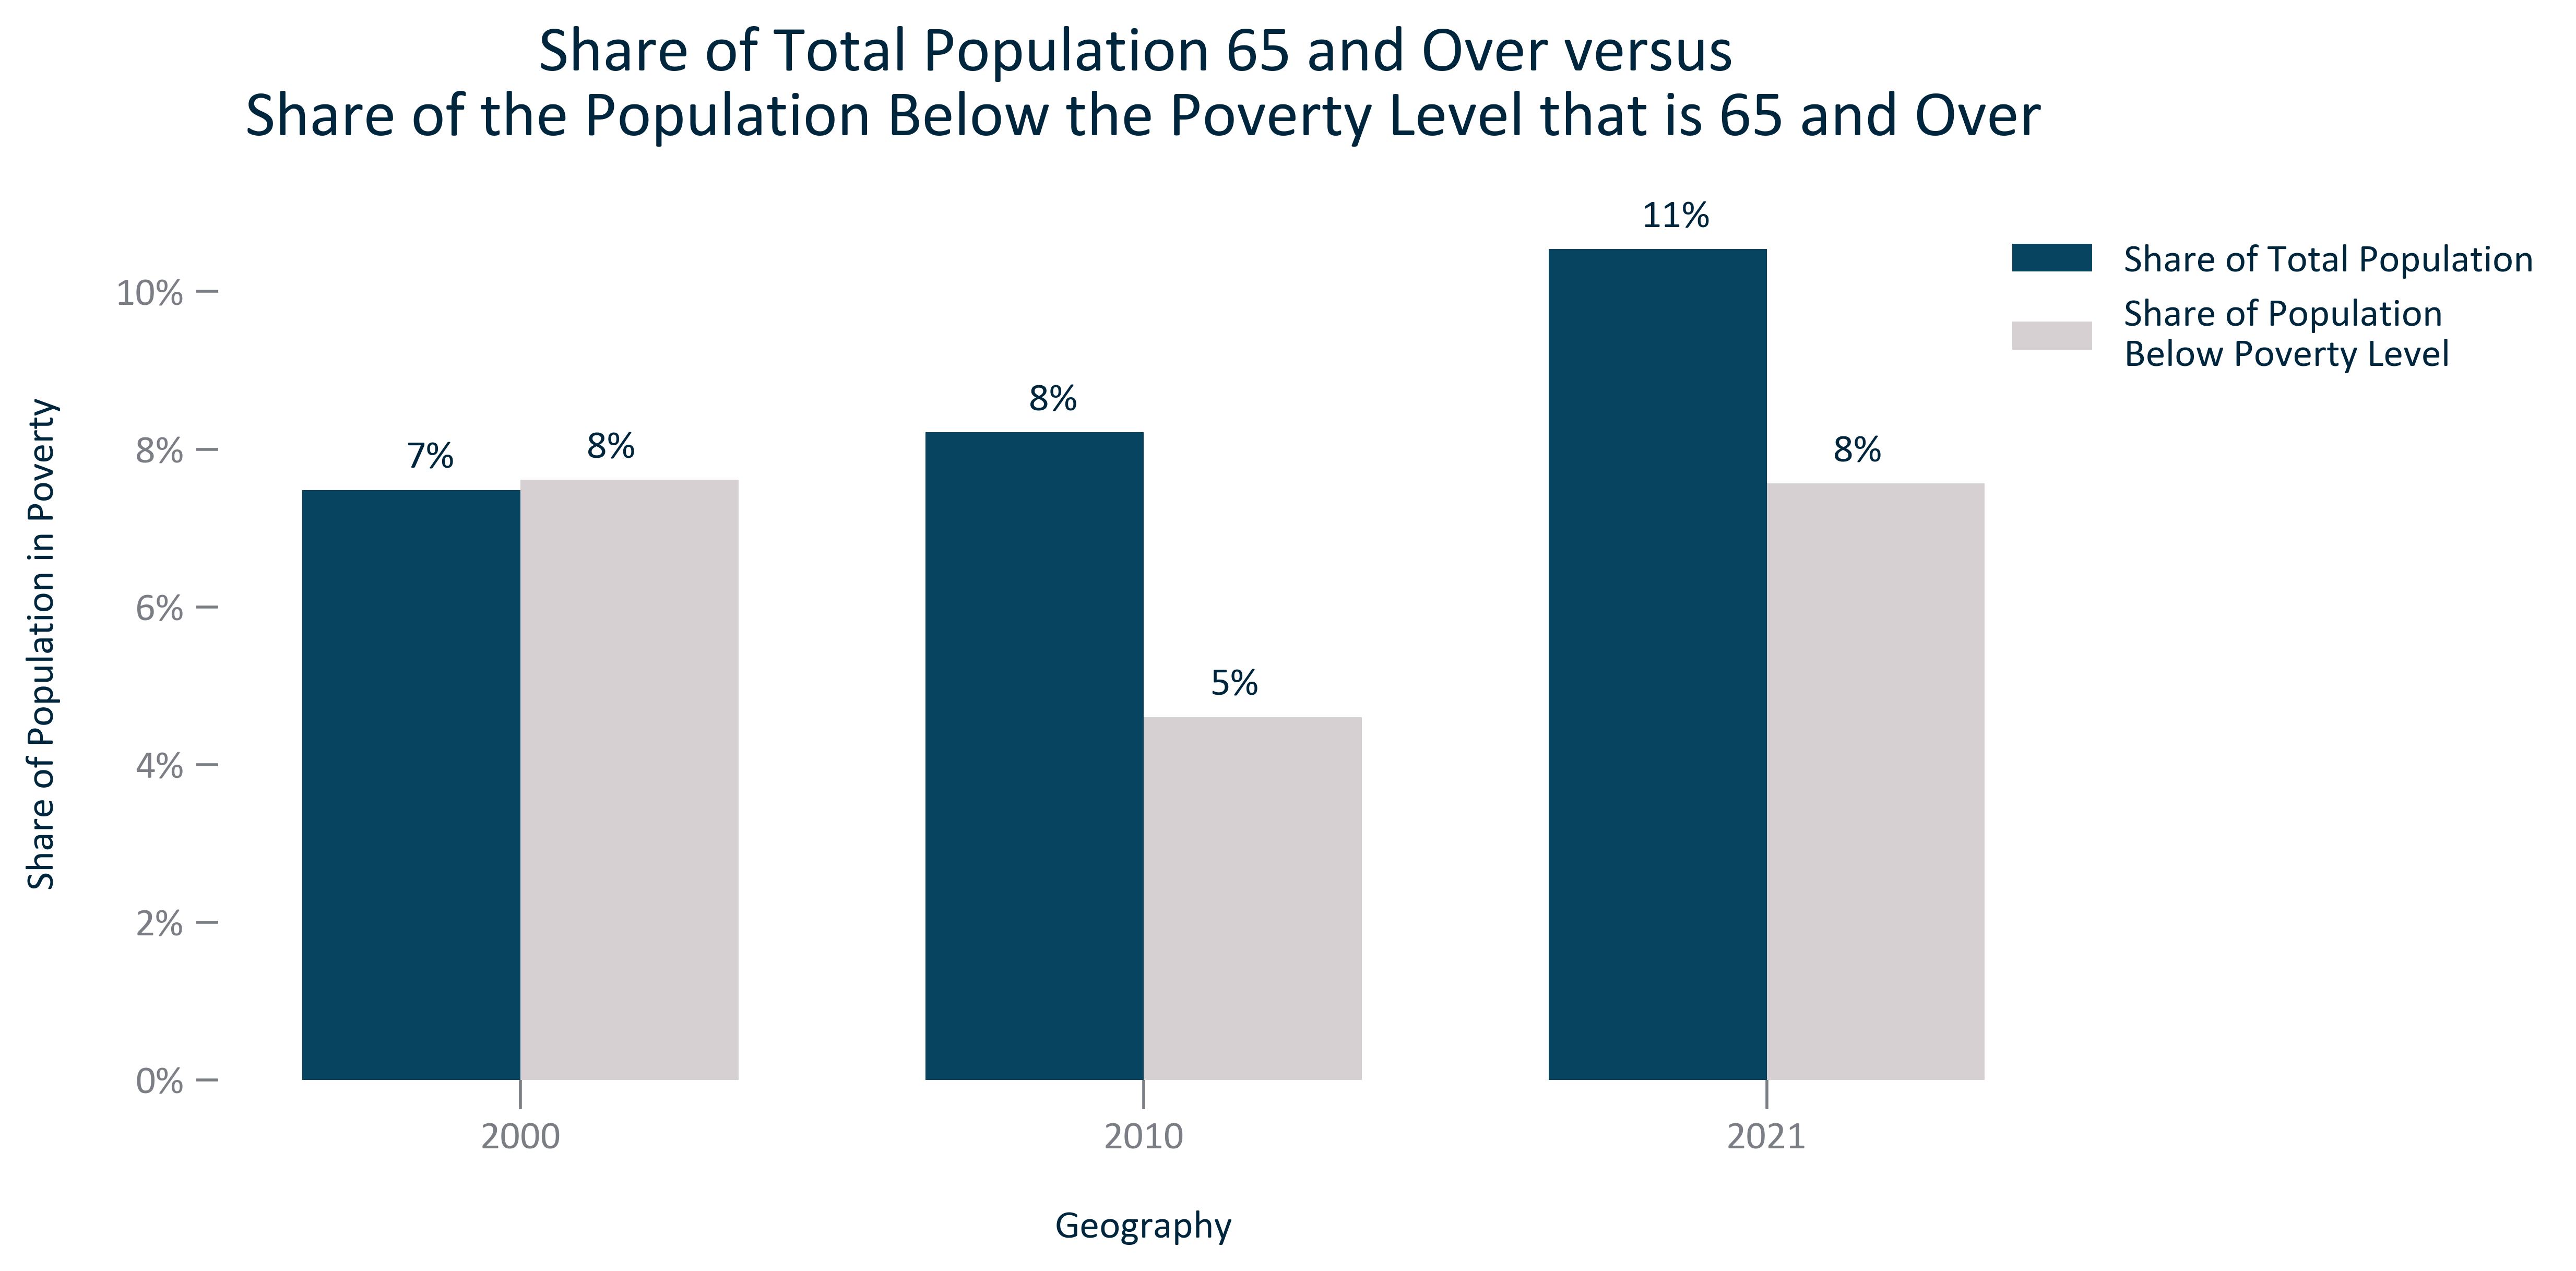 Share of Total Population 65 and Over versus
Share of the Population Below the Poverty Level that is 65 and Over
Share of Population in Poverty
10%
8%
6%
4%
2%
0%
7%
8%
8%
5%
11%
8%
2000
2010
2021
Geography
Share of Total Population
Share of Population
Below Poverty Level